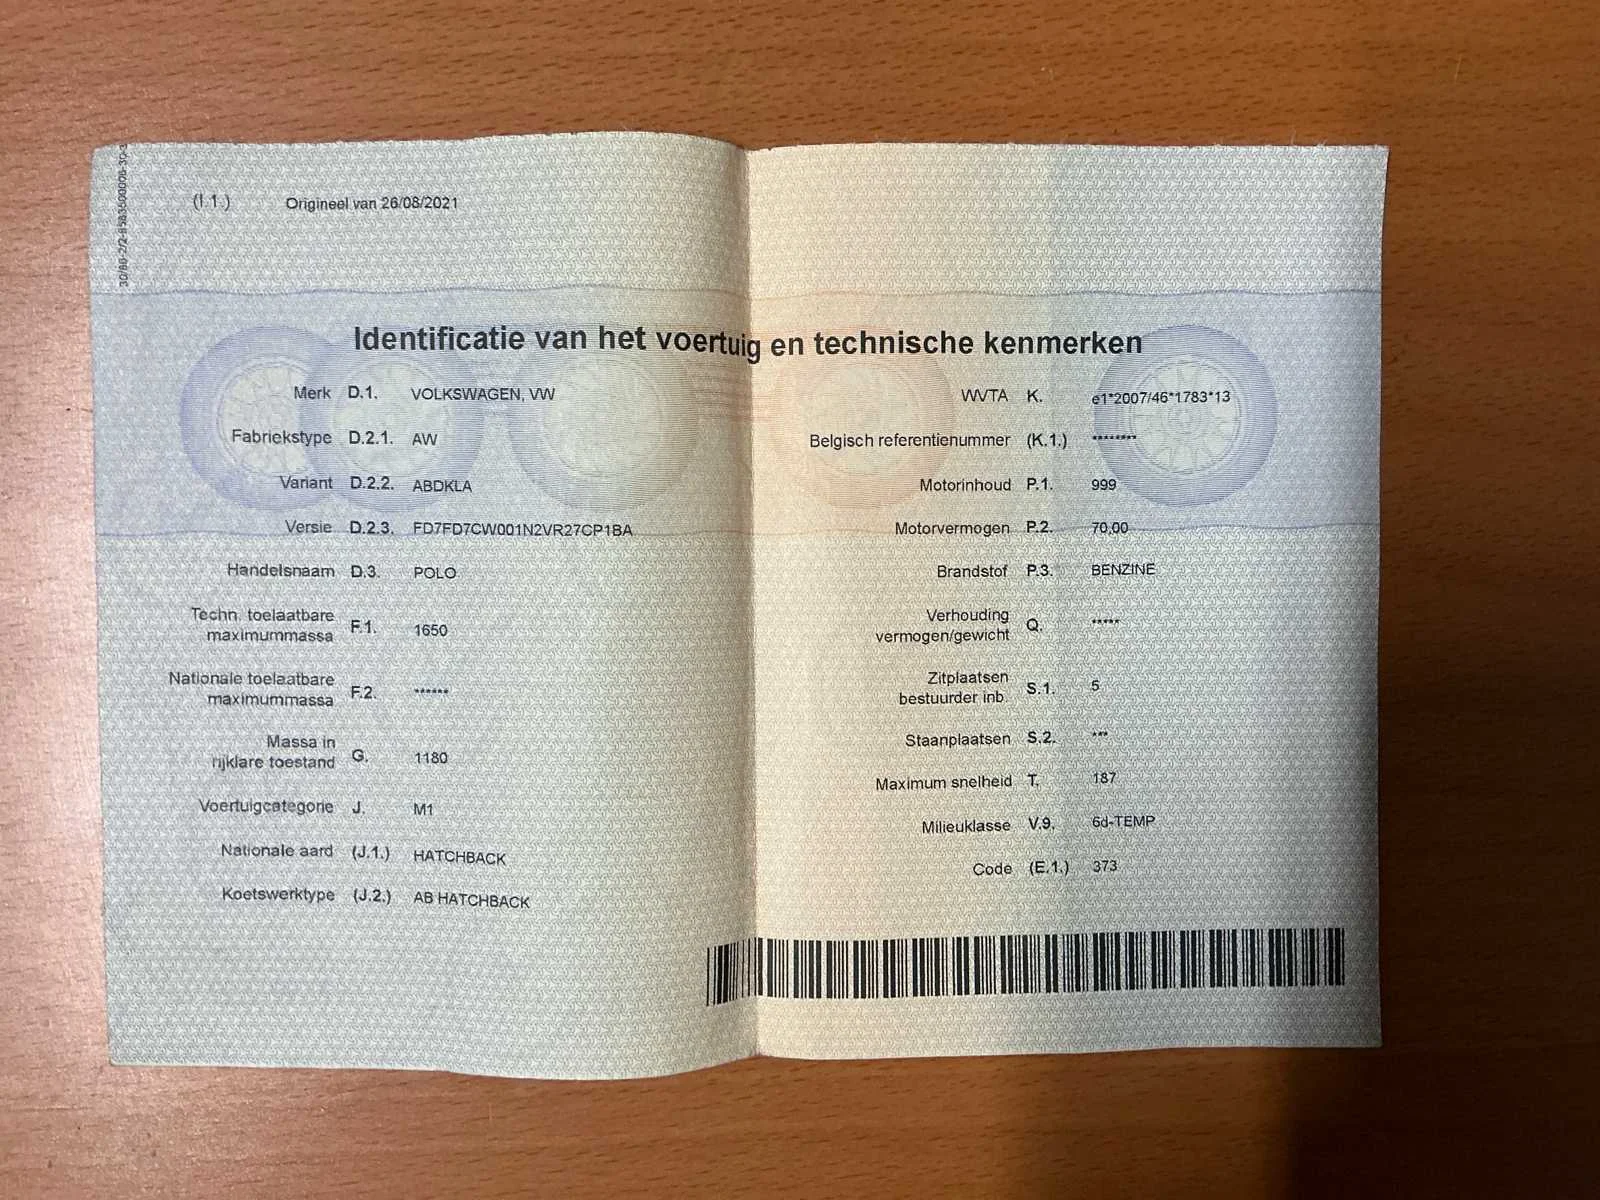 (I.1.) Origineel van 26/08/2021
Identificatie van het voertuig en technische kenmerken
Merk D.1. VOLKSWAGEN, VW
Fabriekstype D.2.1. AW
Variant D.2.2. ABDKLA
Versie D.2.3. FD7FD7CW001N2VR27CP1BA
Handelsnaam D.3. POLO
Techn. toelaatbare
maximummassa F.1. 1650
Nationale toelaatbare
maximummassa F.2. ******
Massa in
rijklare toestand G. 1180
Voertuigcategorie J. M1
Nationale aard (J.1.) HATCHBACK
Koetswerktype (J.2.) AB HATCHBACK
WVTA K. e1*2007/46*1783*13
Belgisch referentienummer (K.1.) ********
Motorinhoud P.1. 999
Motorvermogen P.2. 70,00
Brandstof P.3. BENZINE
Verhouding
vermogen/gewicht Q. *****
Zitplaatsen
bestuurder inb. S.1. 5
Staanplaatsen S.2. ***
Maximum snelheid T. 187
Milieuklasse V.9. 6d-TEMP
Code (E.1.) 373